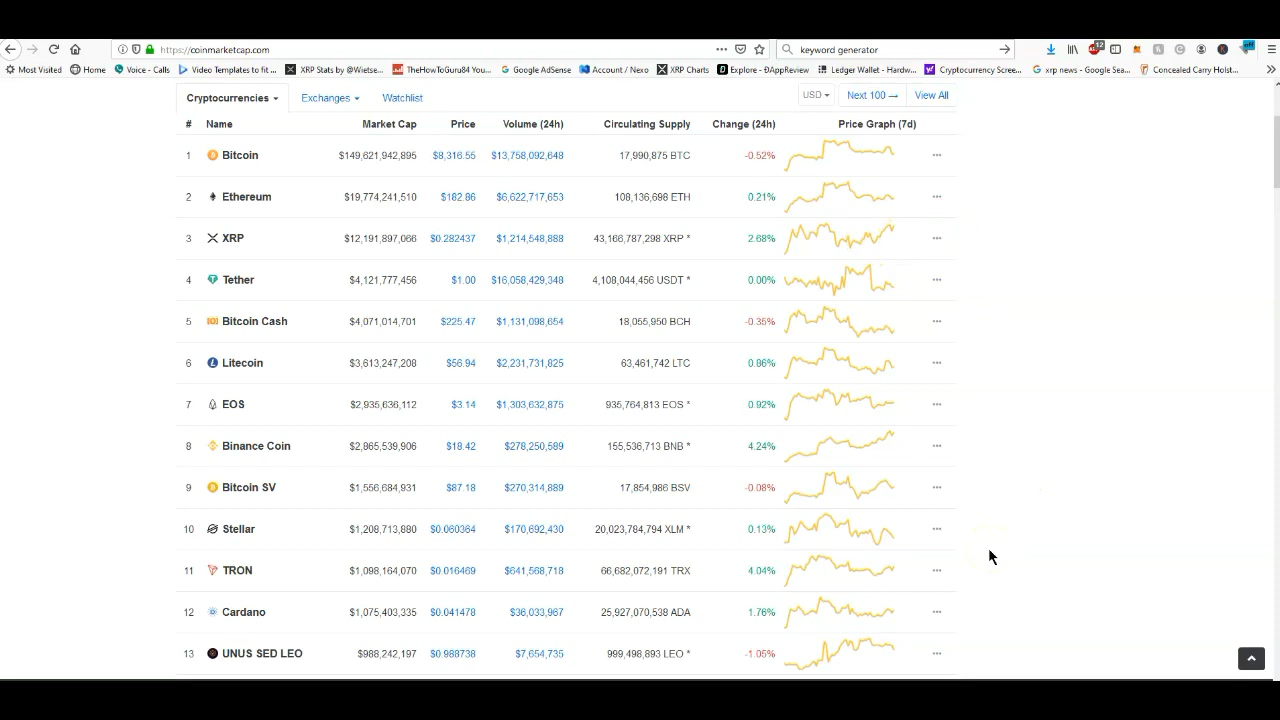 https://coinmarketcap.com
keyword generator
12
off
Most Visited Home Voice - Calls Video Templates to fit ... XRP Stats by @Wietse... TheHowToGuru84 You... Google AdSense Account / Nexo XRP Charts Explore - ÐAppReview Ledger Wallet - Hardw... Cryptocurrency Scree... xrp news - Google Sea... Concealed Carry Holst...
Cryptocurrencies Exchanges Watchlist USD Next 100 → View All
# Name Market Cap Price Volume (24h) Circulating Supply Change (24h) Price Graph (7d)
1 Bitcoin $149,621,942,895 $8,316.55 $13,758,092,648 17,990,875 BTC -0.52%
2 Ethereum $19,774,241,510 $182.86 $6,622,717,653 108,136,698 ETH 0.21%
3 XRP $12,191,897,066 $0.282437 $1,214,548,888 43,166,787,298 XRP * 2.68%
4 Tether $4,121,777,456 $1.00 $16,058,429,348 4,108,044,456 USDT * 0.00%
5 Bitcoin Cash $4,071,014,701 $225.47 $1,131,098,654 18,055,950 BCH -0.35%
6 Litecoin $3,613,247,208 $56.94 $2,231,731,825 63,461,742 LTC 0.86%
7 EOS $2,935,636,112 $3.14 $1,303,632,875 935,764,813 EOS * 0.92%
8 Binance Coin $2,865,539,906 $18.42 $278,250,589 155,536,713 BNB * 4.24%
9 Bitcoin SV $1,556,684,931 $87.18 $270,314,889 17,854,986 BSV -0.08%
10 Stellar $1,208,713,880 $0.060364 $170,692,430 20,023,784,794 XLM * 0.13%
11 TRON $1,098,164,070 $0.016469 $641,568,718 66,682,072,191 TRX 4.04%
12 Cardano $1,075,403,335 $0.041478 $36,033,967 25,927,070,538 ADA 1.76%
13 UNUS SED LEO $988,242,197 $0.988738 $7,654,735 999,498,893 LEO * -1.05%